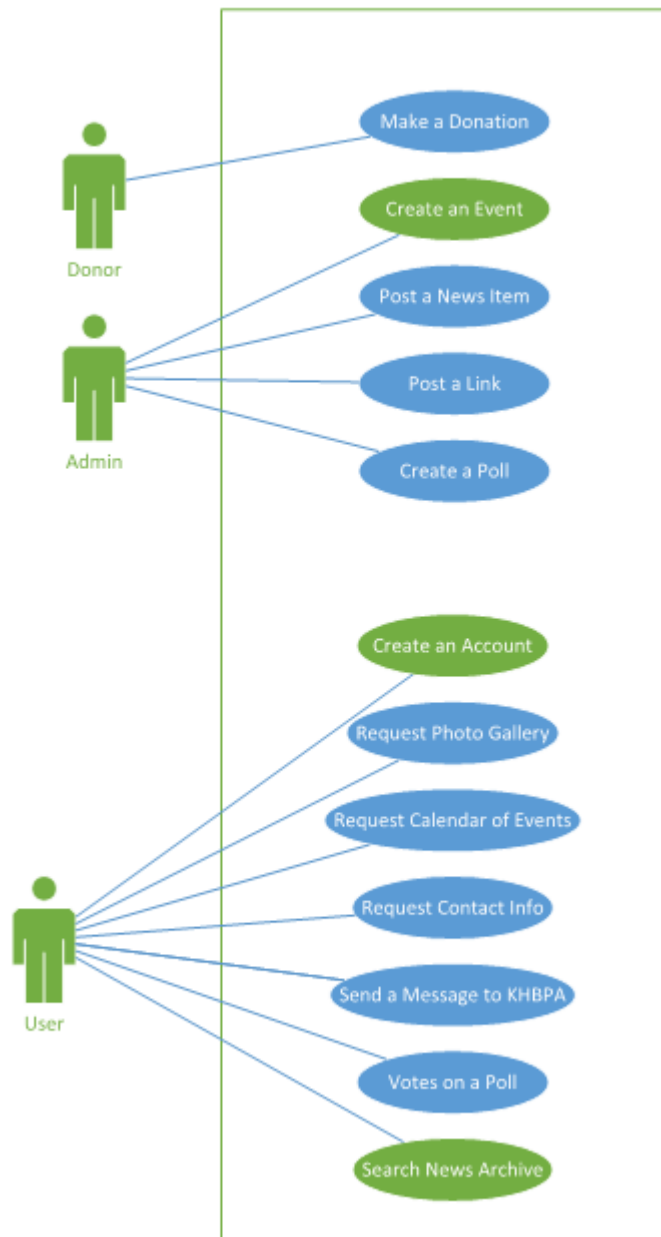 Make a Donation
Donor
Create an Event
Post a News Item
Post a Link
Admin
Create a Poll
Create an Account
Request Photo Gallery
Request Calendar of Events
Request Contact Info
User
Send a Message to KHBPA
Votes on a Poll
Search News Archive